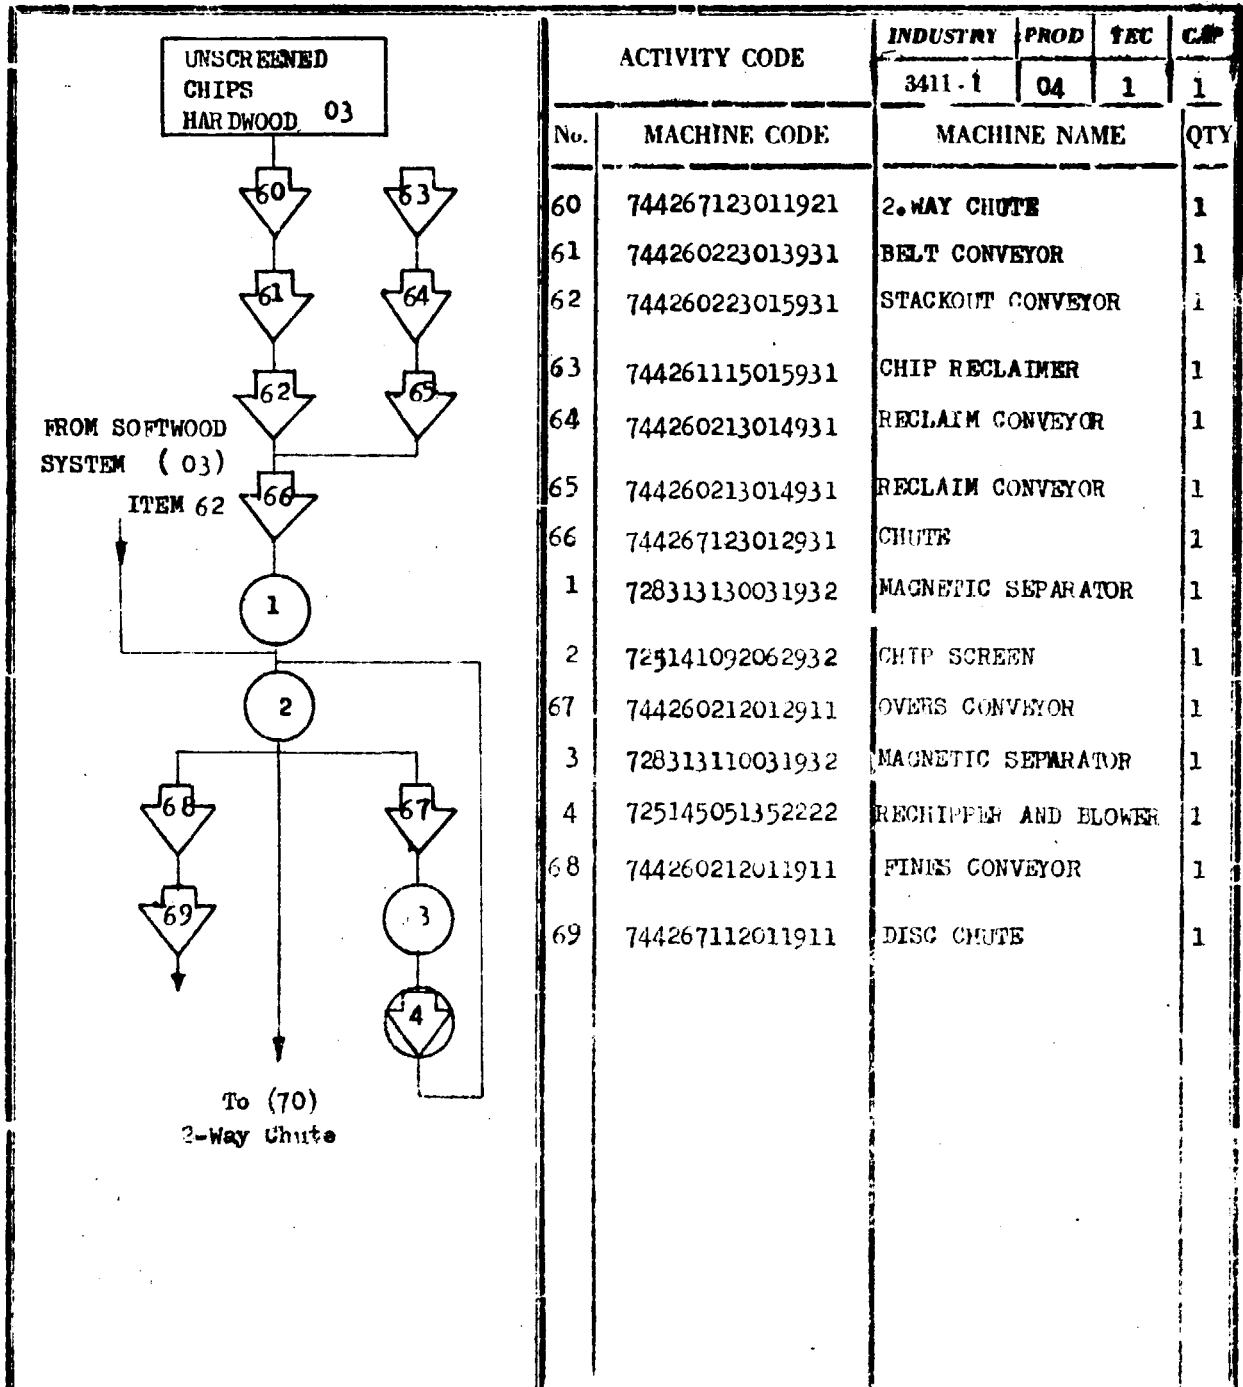 UNSCREENED
CHIPS
HARDWOOD 03
60
63
61
64
62
65
FROM SOFTWOOD
SYSTEM ( 03 )
ITEM 62
66
1
2
68
67
69
3
4
To (70)
2-Way Chute
ACTIVITY CODE
INDUSTRY PROD TEC CAP
3411-1 04 1 1
No. MACHINE CODE MACHINE NAME QTY
60 744267123011921 2.WAY CHUTE 1
61 744260223013931 BELT CONVEYOR 1
62 744260223015931 STACKOUT CONVEYOR 1
63 744261115015931 CHIP RECLAIMER 1
64 744260213014931 RECLAIM CONVEYOR 1
65 744260213014931 RECLAIM CONVEYOR 1
66 744267123012931 CHUTE 1
1 728313130031932 MAGNETIC SEPARATOR 1
2 725141092062932 CHIP SCREEN 1
67 744260212012911 OVERS CONVEYOR 1
3 728313110031932 MAGNETIC SEPARATOR 1
4 725145051352222 RECHIPPER AND BLOWER 1
68 744260212011911 FINES CONVEYOR 1
69 744267112011911 DISC CHUTE 1